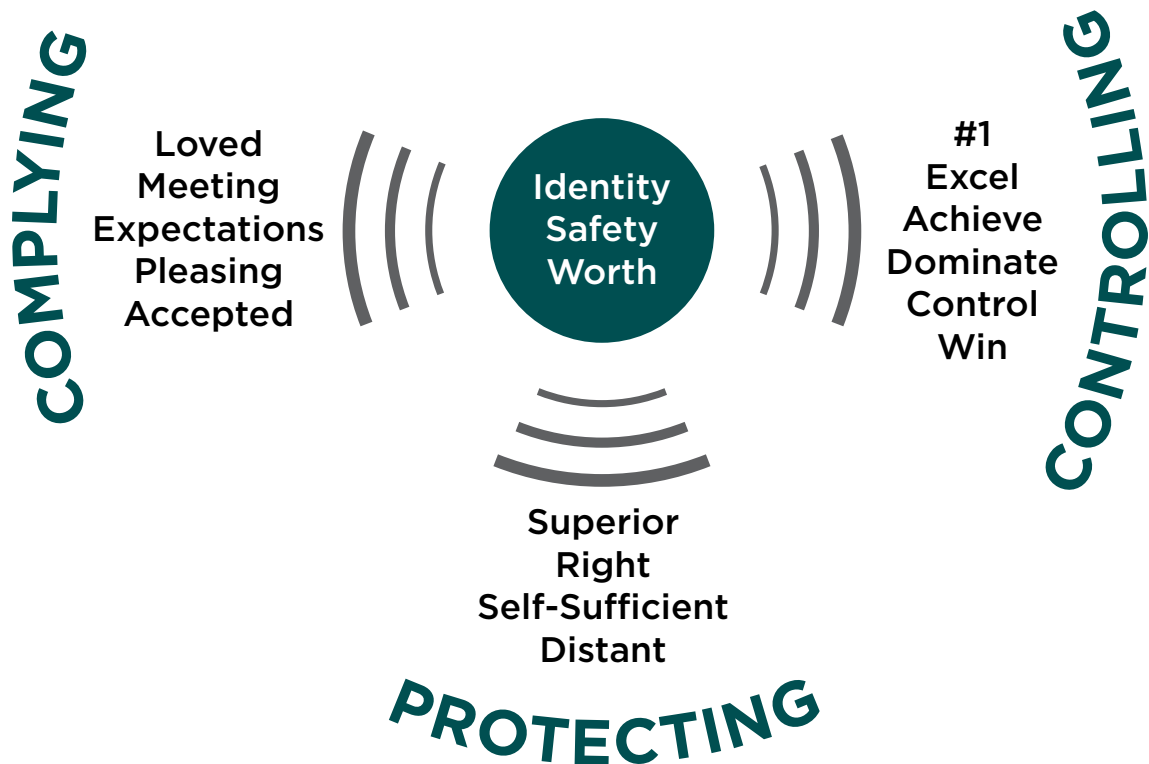 COMPLYING
Loved
Meeting
Expectations
Pleasing
Accepted
Identity
Safety
Worth
#1
Excel
Achieve
Dominate
Control
Win
CONTROLLING
Superior
Right
Self-Sufficient
Distant
PROTECTING